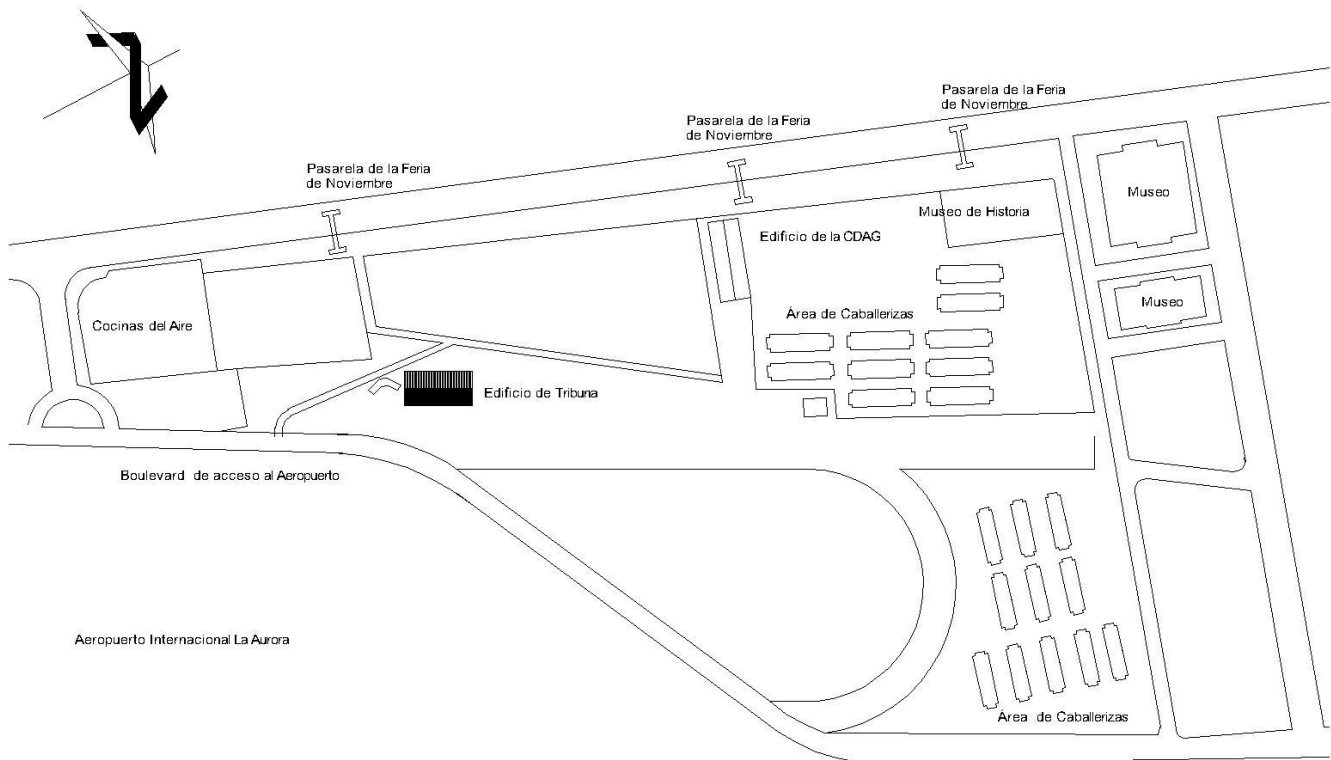 Pasarela de la Feria
de Noviembre
Pasarela de la Feria
de Noviembre
Pasarela de la Feria
de Noviembre
Museo
Museo de Historia
Edificio de la CDAG
Museo
Área de Caballerizas
Cocinas del Aire
Edificio de Tribuna
Boulevard de acceso al Aeropuerto
Aeropuerto Internacional La Aurora
Área de Caballerizas